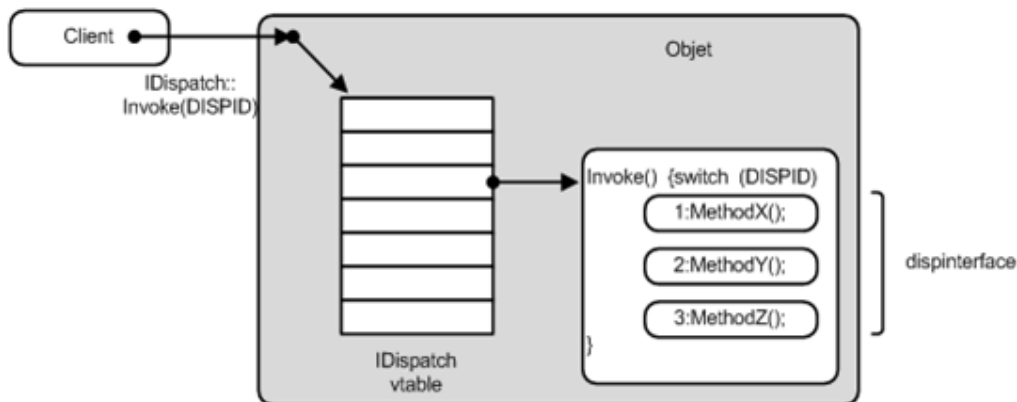 Client
Objet
IDispatch::
Invoke(DISPID)
Invoke() {switch (DISPID)
1:MethodX();
2:MethodY();
3:MethodZ();
}
dispinterface
IDispatch
vtable